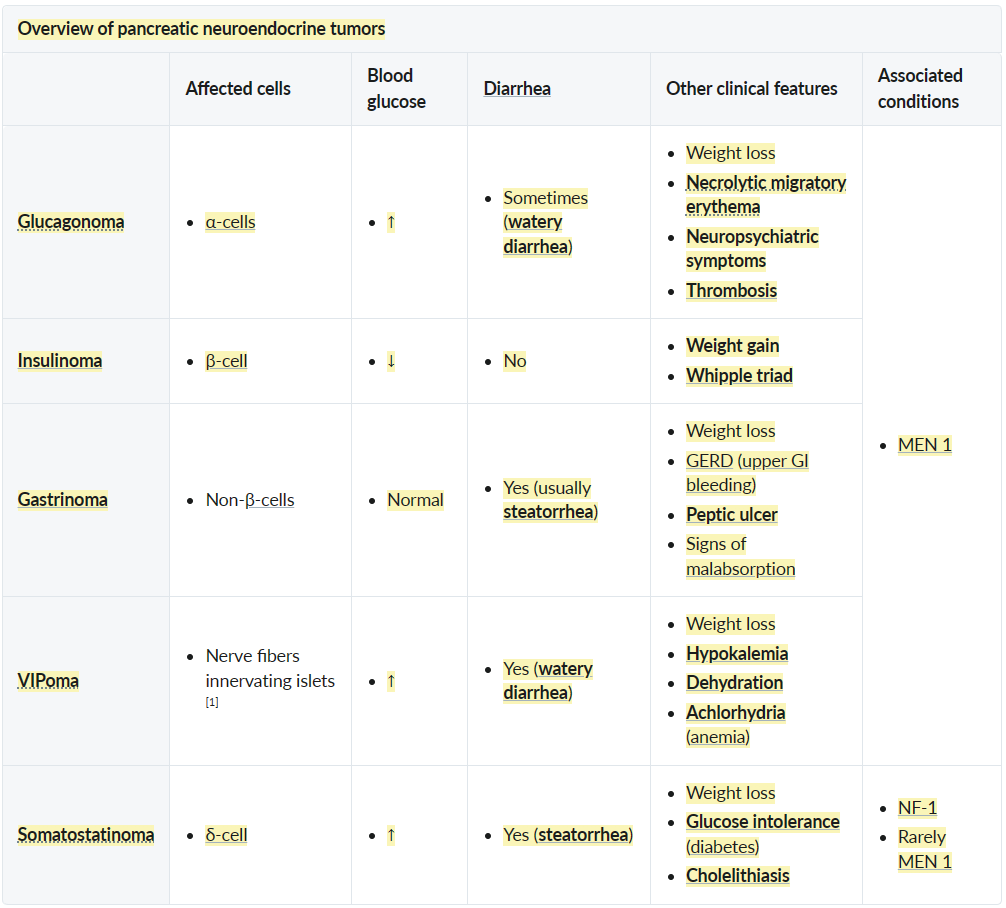 Overview of pancreatic neuroendocrine tumors
Affected cells
Blood
glucose
Diarrhea
Other clinical features
Associated
conditions
Glucagonoma
α-cells
↑
Sometimes
(watery
diarrhea)
Weight loss
Necrolytic migratory
erythema
Neuropsychiatric
symptoms
Thrombosis
MEN 1
Insulinoma
β-cell
↓
No
Weight gain
Whipple triad
Gastrinoma
Non-β-cells
Normal
Yes (usually
steatorrhea)
Weight loss
GERD (upper GI
bleeding)
Peptic ulcer
Signs of
malabsorption
VIPoma
Nerve fibers
innervating islets
[1]
↑
Yes (watery
diarrhea)
Weight loss
Hypokalemia
Dehydration
Achlorhydria
(anemia)
Somatostatinoma
δ-cell
↑
Yes (steatorrhea)
Weight loss
Glucose intolerance
(diabetes)
Cholelithiasis
NF-1
Rarely
MEN 1